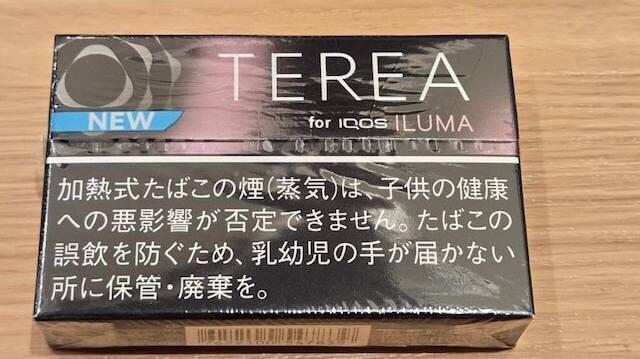 TEREA
NEW
for IQOS ILUMA
加熱式たばこの煙(蒸気)は、子供の健康
への悪影響が否定できません。たばこの
誤飲を防ぐため、乳幼児の手が届かない
所に保管・廃棄を。